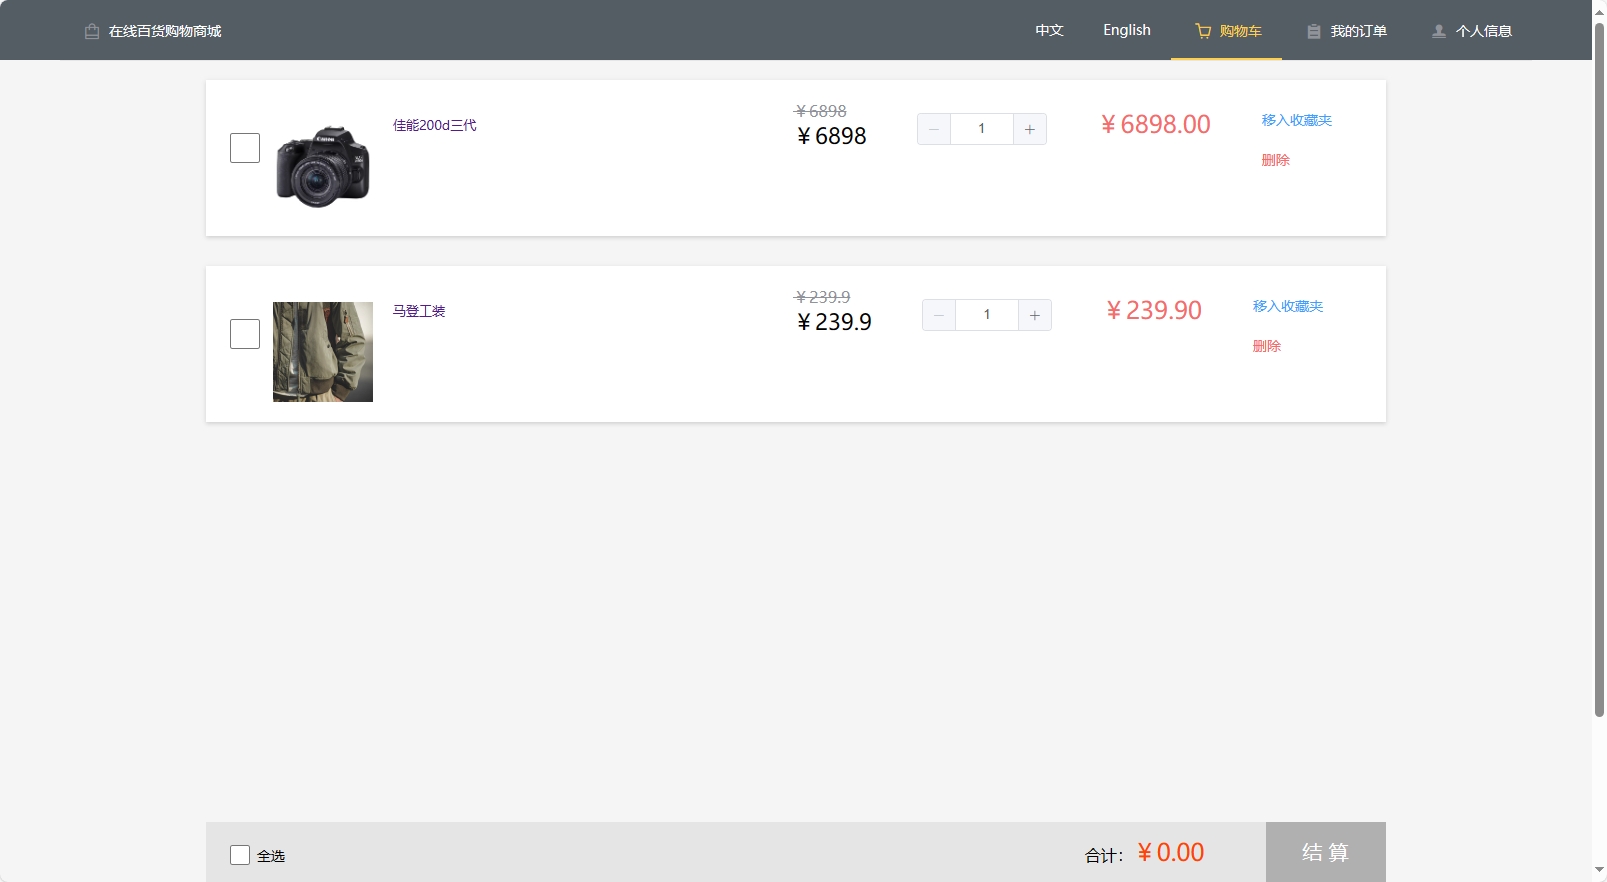 在线百货购物商城 中文 English 购物车 我的订单 个人信息
佳能200d三代 ¥6898 ¥6898 1 ¥6898.00 移入收藏夹
删除
马登工装 ¥239.9 ¥239.9 1 ¥239.90 移入收藏夹
删除
全选 合计： ¥0.00 结算